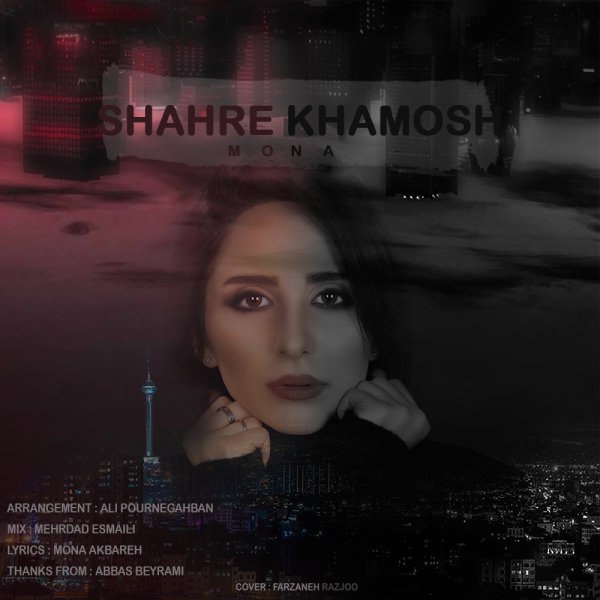 SHAHRE KHAMOSH
MONA
ARRANGEMENT : ALI POURNEGAHBAN
MIX : MEHRDAD ESMAILI
LYRICS : MONA AKBAREH
THANKS FROM : ABBAS BEYRAMI
COVER : FARZANEH RAZJOO